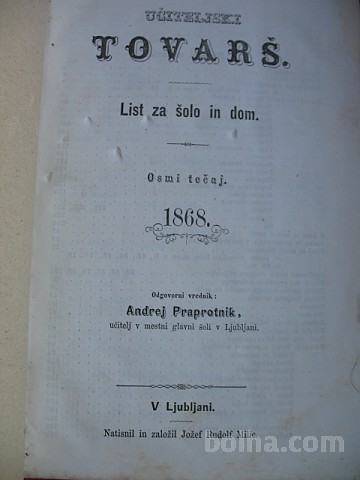 UČITELJSKI
TOVARŠ.
List za šolo in dom.
Osmi tečaj.
1868.
Odgovorni vrednik:
Andrej Praprotnik,
učitelj v mestni glavni šoli v Ljubljani.
V Ljubljani.
Natisnil in založil Jožef Rudolf Milic.
bolha.com